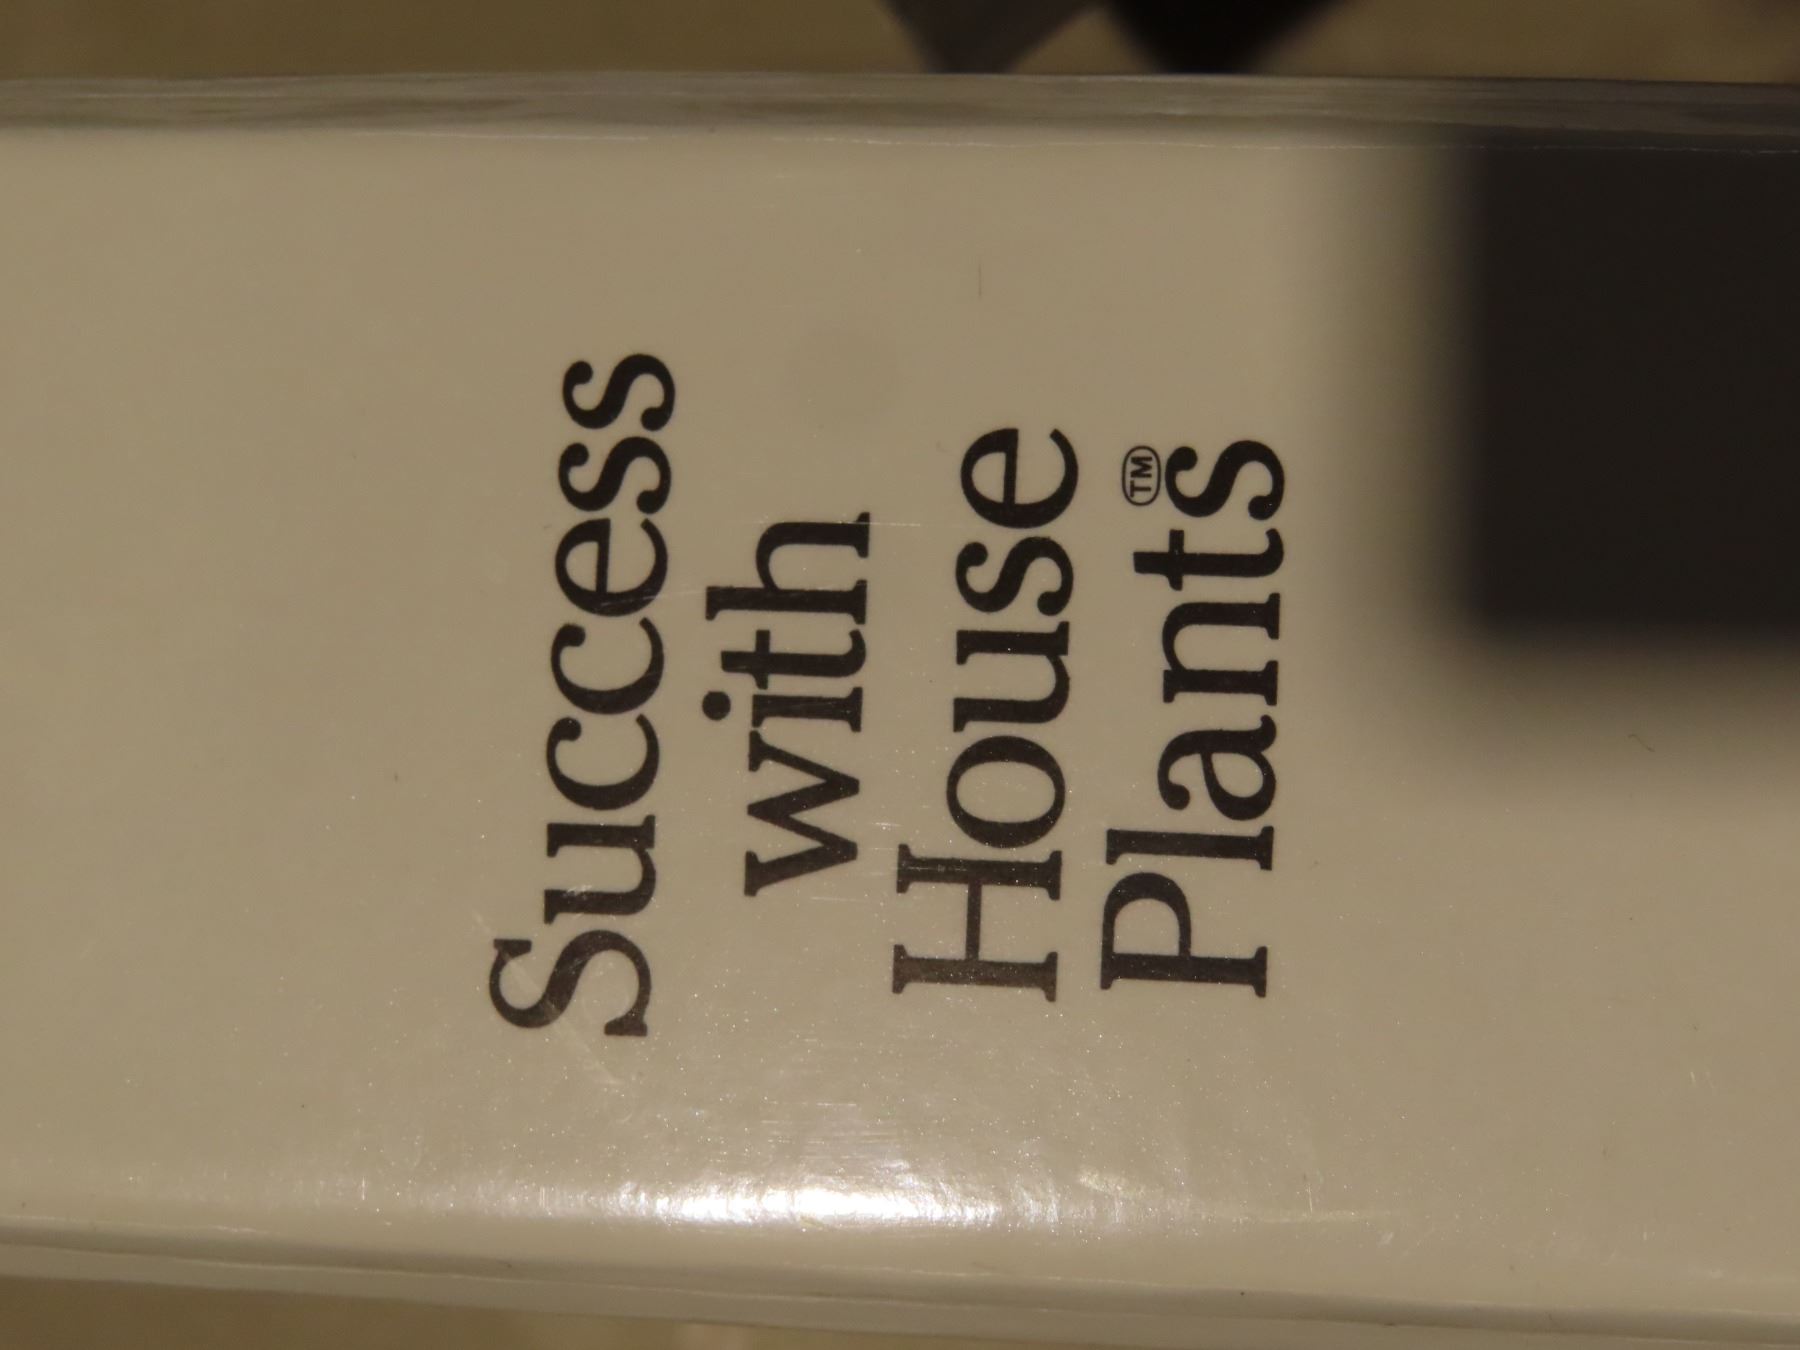 Success
with
House
Plants™